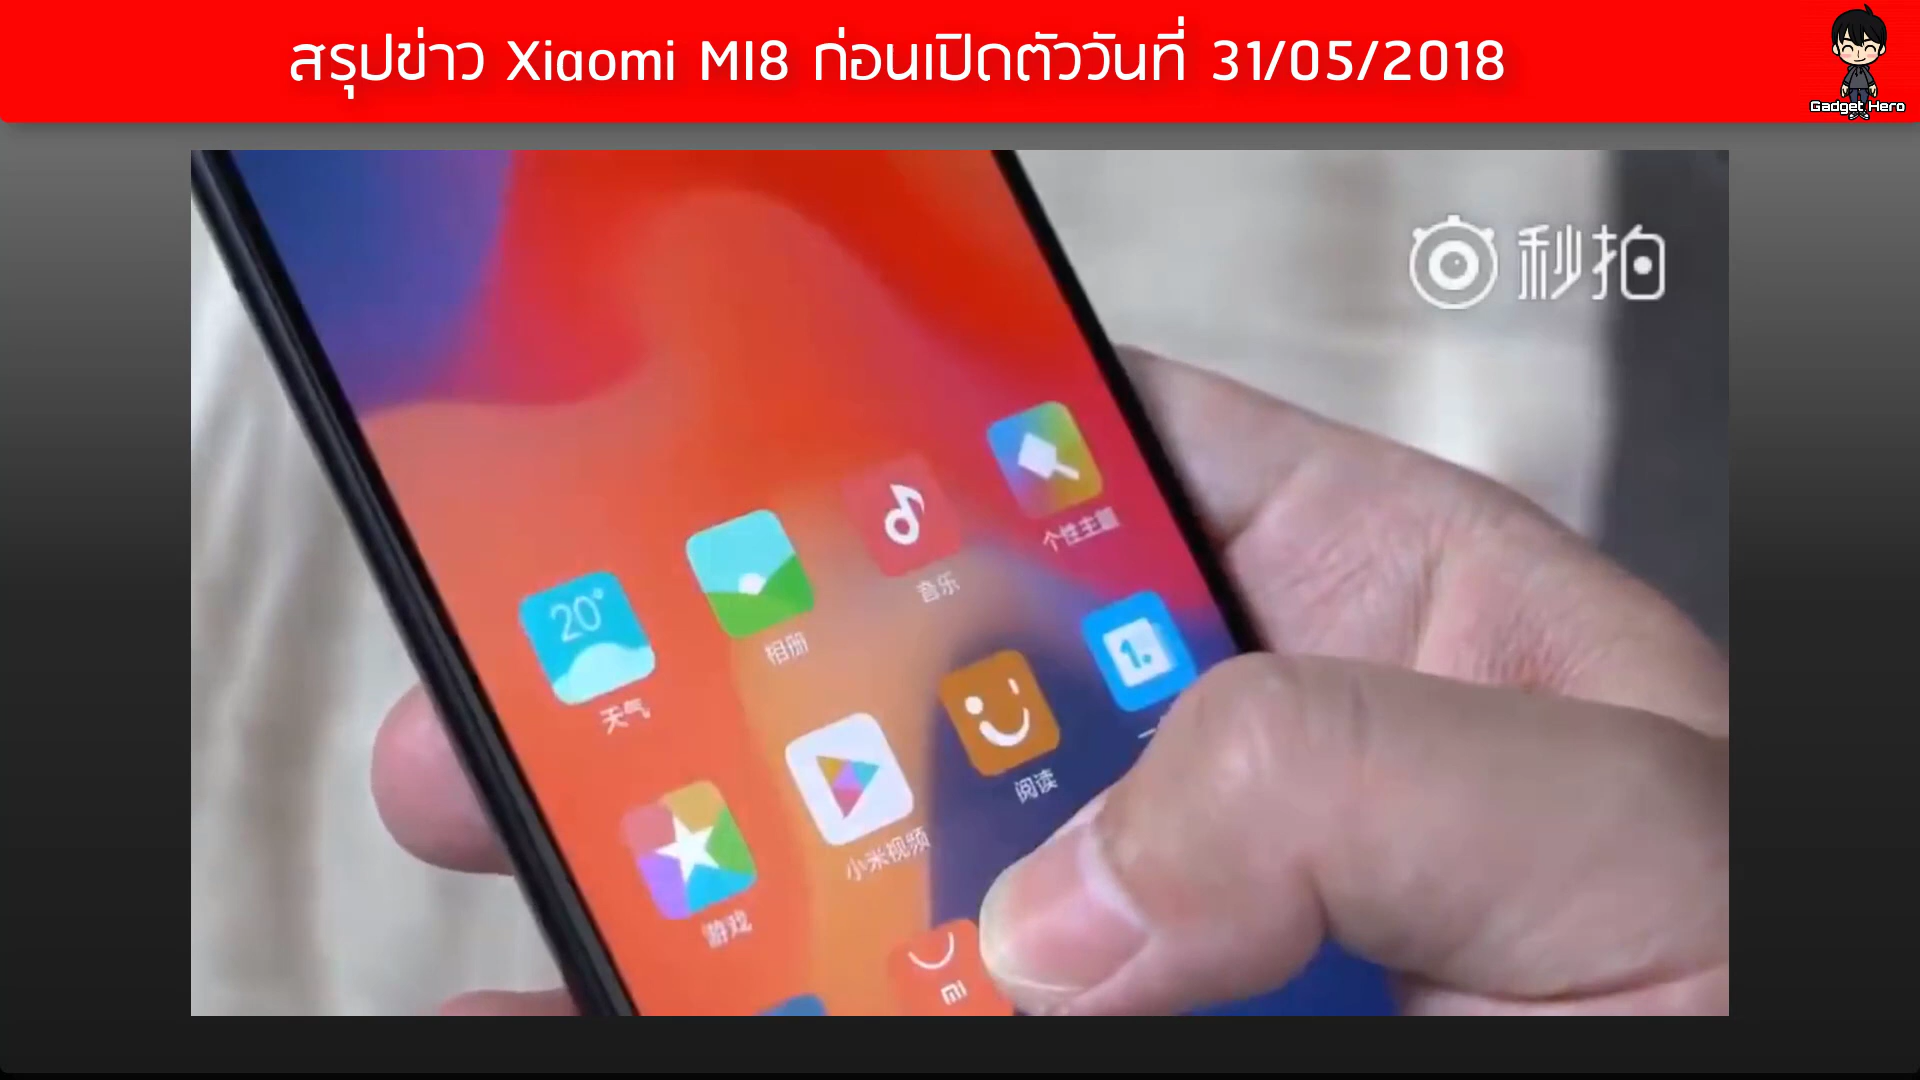 สรุปข่าว Xiaomi MI8 ก่อนเปิดตัววันที่ 31/05/2018
Gadget Hero
秒拍
个性主题
音乐
20°
相册
1.
天气
阅读
小米视频
游戏
mi